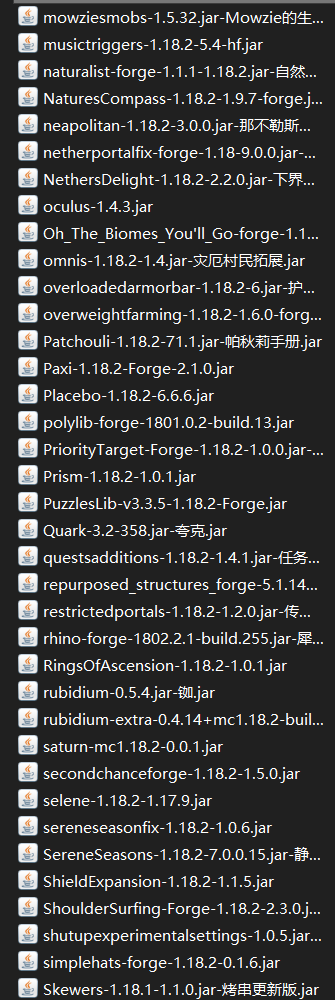 mowziesmobs-1.5.32.jar-Mowzie的生...
musictriggers-1.18.2-5.4-hf.jar
naturalist-forge-1.1.1-1.18.2.jar-自然...
NaturesCompass-1.18.2-1.9.7-forge.j...
neapolitan-1.18.2-3.0.0.jar-那不勒斯...
netherportalfix-forge-1.18-9.0.0.jar-...
NethersDelight-1.18.2-2.2.0.jar-下界...
oculus-1.4.3.jar
Oh_The_Biomes_You'll_Go-forge-1.1...
omnis-1.18.2-1.4.jar-灾厄村民拓展.jar
overloadedarmorbar-1.18.2-6.jar-护...
overweightfarming-1.18.2-1.6.0-forg...
Patchouli-1.18.2-71.1.jar-帕秋莉手册.jar
Paxi-1.18.2-Forge-2.1.0.jar
Placebo-1.18.2-6.6.6.jar
polylib-forge-1801.0.2-build.13.jar
PriorityTarget-Forge-1.18.2-1.0.0.jar-...
Prism-1.18.2-1.0.1.jar
PuzzlesLib-v3.3.5-1.18.2-Forge.jar
Quark-3.2-358.jar-夸克.jar
questsadditions-1.18.2-1.4.1.jar-任务...
repurposed_structures_forge-5.1.14...
restrictedportals-1.18.2-1.2.0.jar-传...
rhino-forge-1802.2.1-build.255.jar-犀...
RingsOfAscension-1.18.2-1.0.1.jar
rubidium-0.5.4.jar-铷.jar
rubidium-extra-0.4.14+mc1.18.2-buil...
saturn-mc1.18.2-0.0.1.jar
secondchanceforge-1.18.2-1.5.0.jar
selene-1.18.2-1.17.9.jar
sereneseasonfix-1.18.2-1.0.6.jar
SereneSeasons-1.18.2-7.0.0.15.jar-静...
ShieldExpansion-1.18.2-1.1.5.jar
ShoulderSurfing-Forge-1.18.2-2.3.0.j...
shutupexperimentalsettings-1.0.5.jar...
simplehats-forge-1.18.2-0.1.6.jar
Skewers-1.18.1-1.1.0.jar-烤串更新版.jar